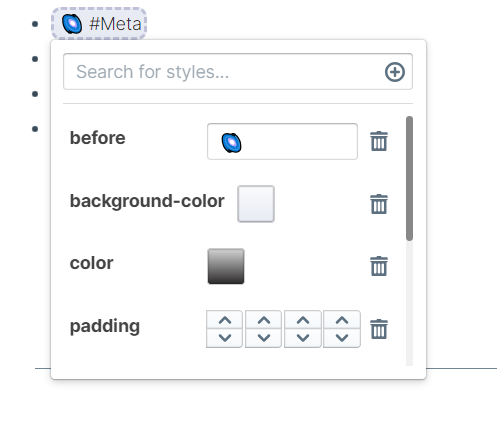 #Meta
Search for styles...
before
background-color
color
padding